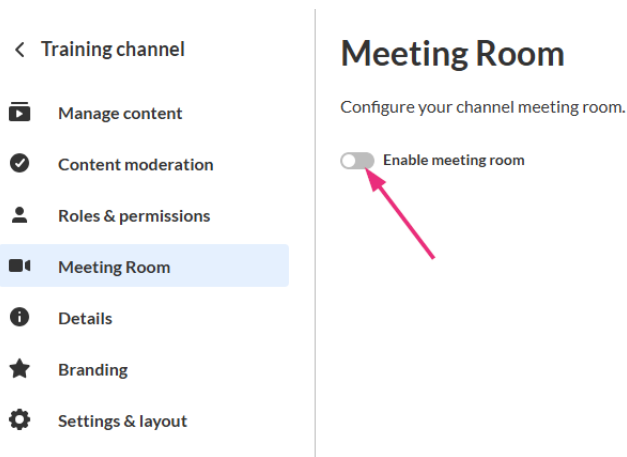 Training channel
Manage content
Content moderation
Roles & permissions
Meeting Room
Details
Branding
Settings & layout
Meeting Room
Configure your channel meeting room.
Enable meeting room